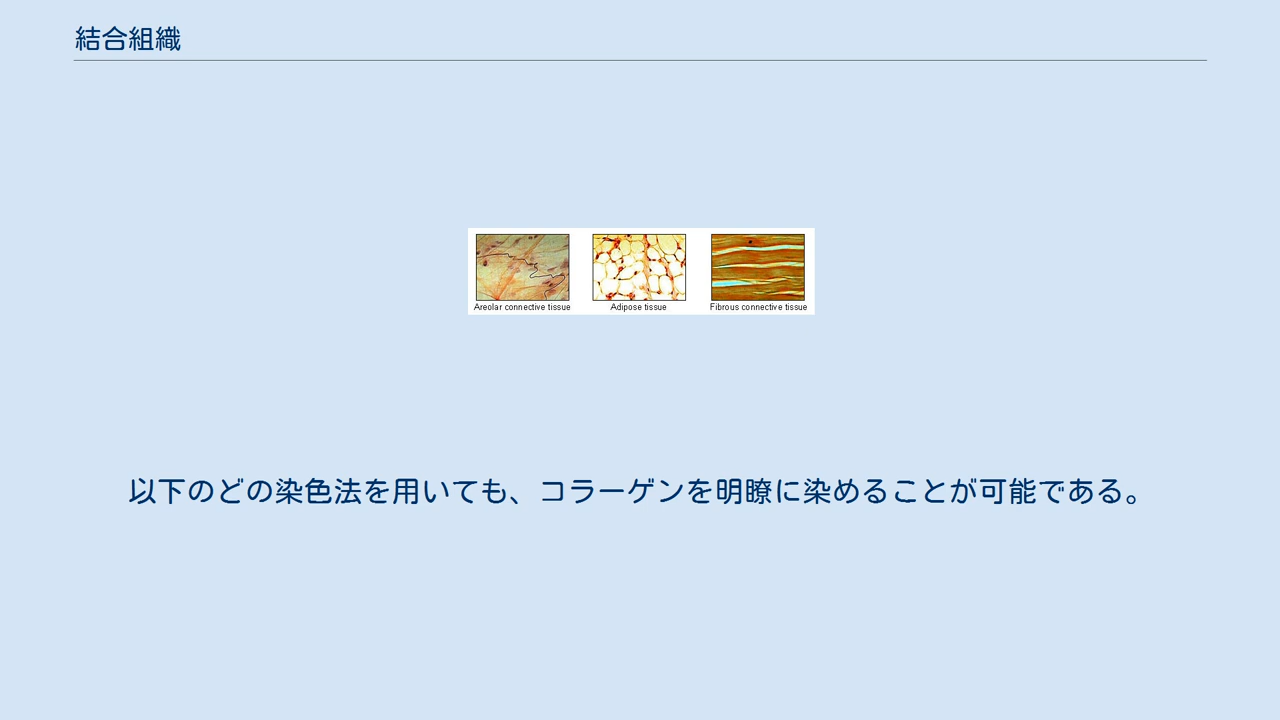 結合組織
Areolar connective tissue
Adipose tissue
Fibrous connective tissue
以下のどの染色法を用いても、コラーゲンを明瞭に染めることが可能である。